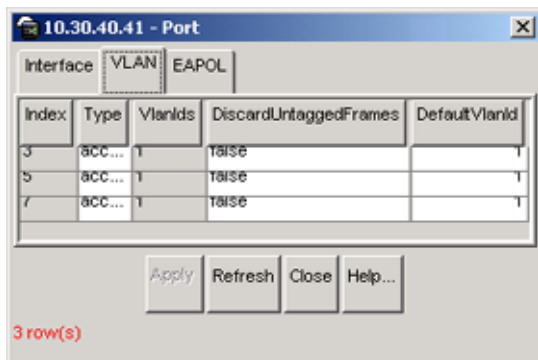 10.30.40.41 - Port
Interface VLAN EAPOL
Index Type VlanIds DiscardUntaggedFrames DefaultVlanId
3 acc... 1 false 1
5 acc... 1 false 1
7 acc... 1 false 1
Apply Refresh Close Help...
3 row(s)